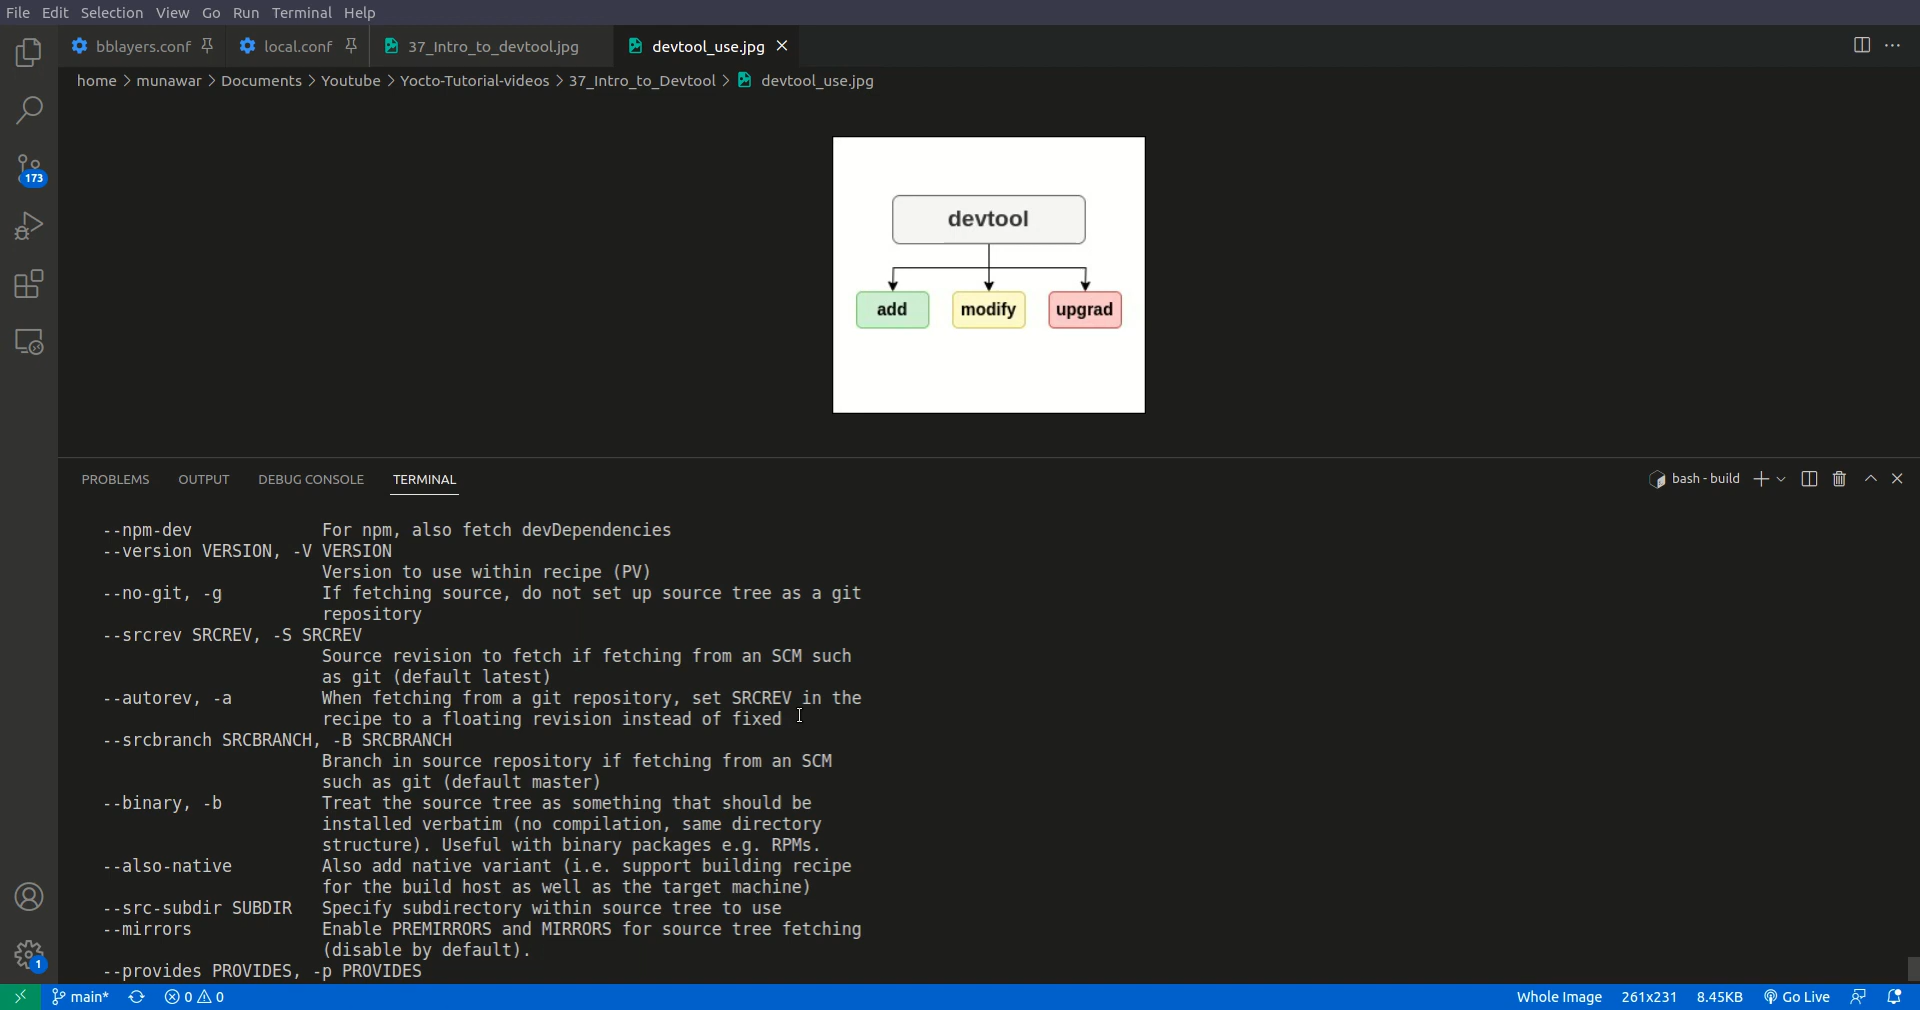 File Edit Selection View Go Run Terminal Help
bblayers.conf local.conf 37_Intro_to_devtool.jpg devtool_use.jpg
home > munawar > Documents > Youtube > Yocto-Tutorial-videos > 37_Intro_to_Devtool > devtool_use.jpg
173
devtool
add modify upgrad
PROBLEMS OUTPUT DEBUG CONSOLE TERMINAL bash - build
--npm-dev For npm, also fetch devDependencies
--version VERSION, -V VERSION
Version to use within recipe (PV)
--no-git, -g If fetching source, do not set up source tree as a git
repository
--srcrev SRCREV, -S SRCREV
Source revision to fetch if fetching from an SCM such
as git (default latest)
--autorev, -a When fetching from a git repository, set SRCREV in the
recipe to a floating revision instead of fixed
--srcbranch SRCBRANCH, -B SRCBRANCH
Branch in source repository if fetching from an SCM
such as git (default master)
--binary, -b Treat the source tree as something that should be
installed verbatim (no compilation, same directory
structure). Useful with binary packages e.g. RPMs.
--also-native Also add native variant (i.e. support building recipe
for the build host as well as the target machine)
--src-subdir SUBDIR Specify subdirectory within source tree to use
--mirrors Enable PREMIRRORS and MIRRORS for source tree fetching
(disable by default).
--provides PROVIDES, -p PROVIDES
1
main* 0 0 Whole Image 261x231 8.45KB Go Live